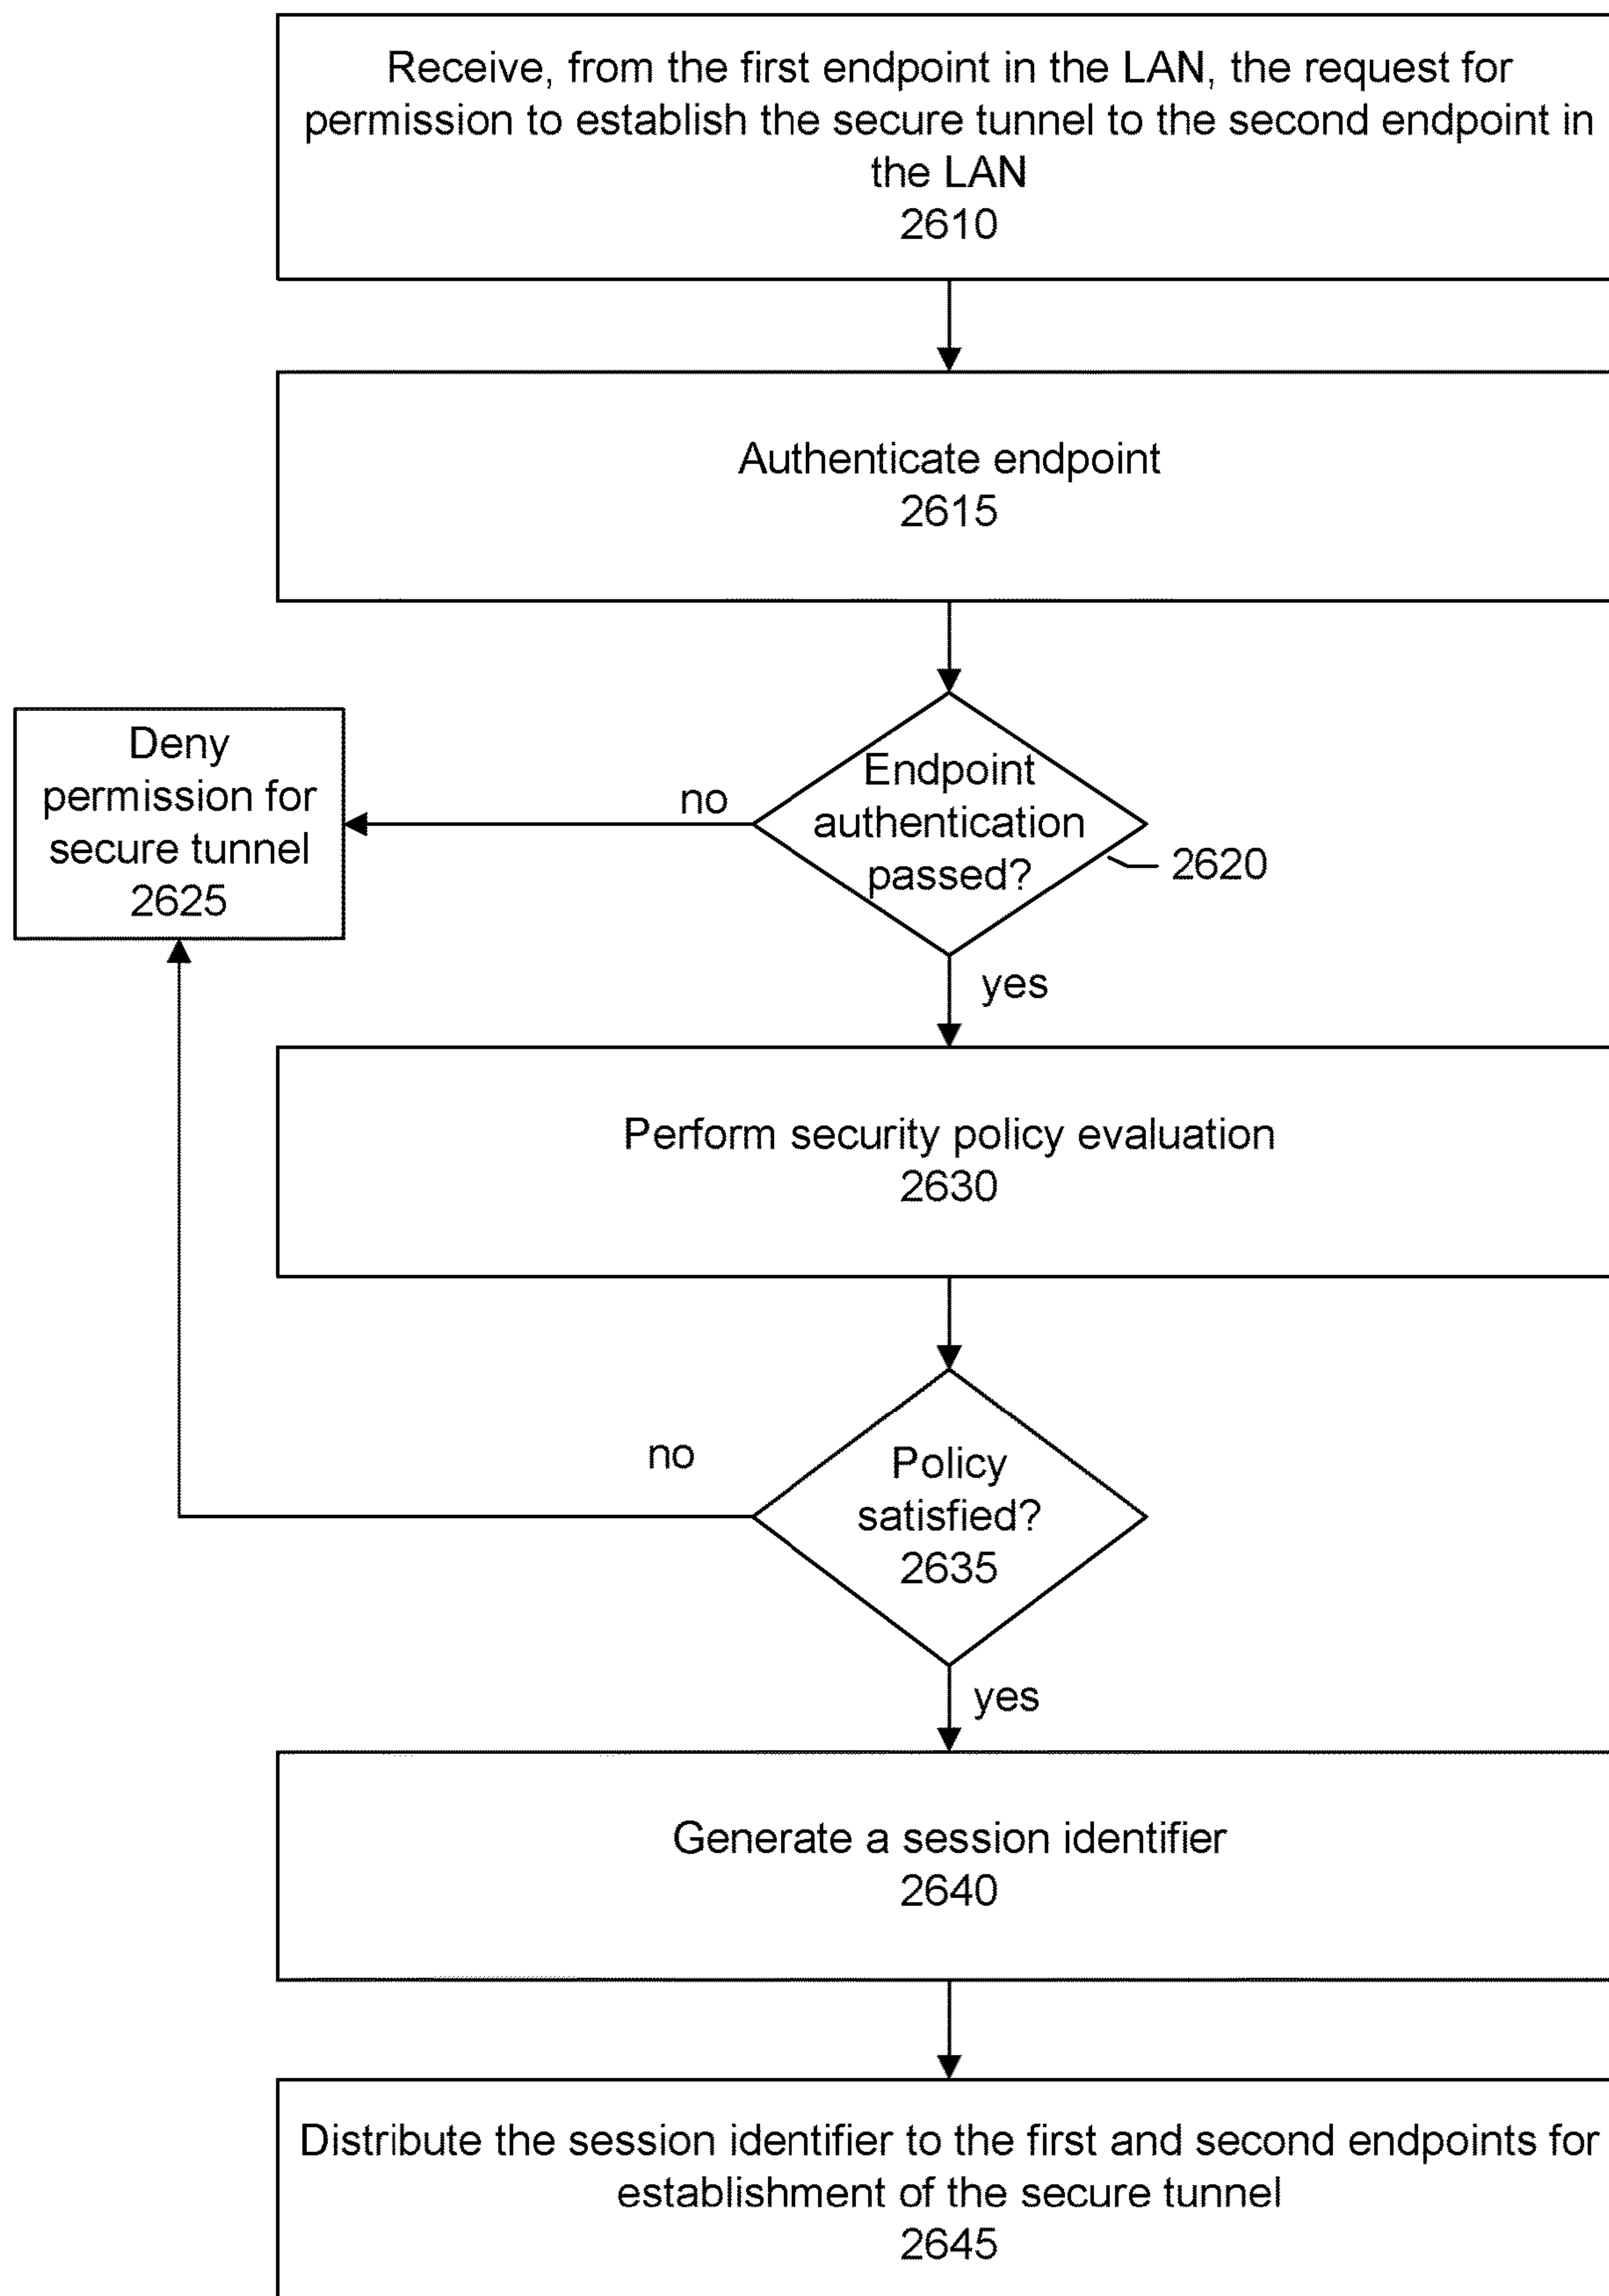 Receive, from the first endpoint in the LAN, the request for
permission to establish the secure tunnel to the second endpoint in
the LAN
2610
Authenticate endpoint
2615
Deny
permission for
secure tunnel
2625
no
Endpoint
authentication
passed?
2620
yes
Perform security policy evaluation
2630
no
Policy
satisfied?
2635
yes
Generate a session identifier
2640
Distribute the session identifier to the first and second endpoints for
establishment of the secure tunnel
2645